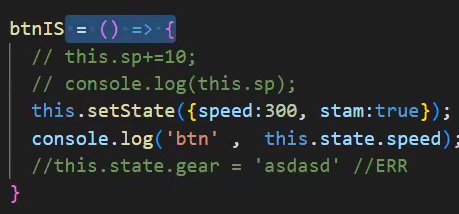 btnIS = () => {
// this.sp+=10;
// console.log(this.sp);
this.setState({speed:300, stam:true});
console.log('btn' ,  this.state.speed);
//this.state.gear = 'asdasd' //ERR
}